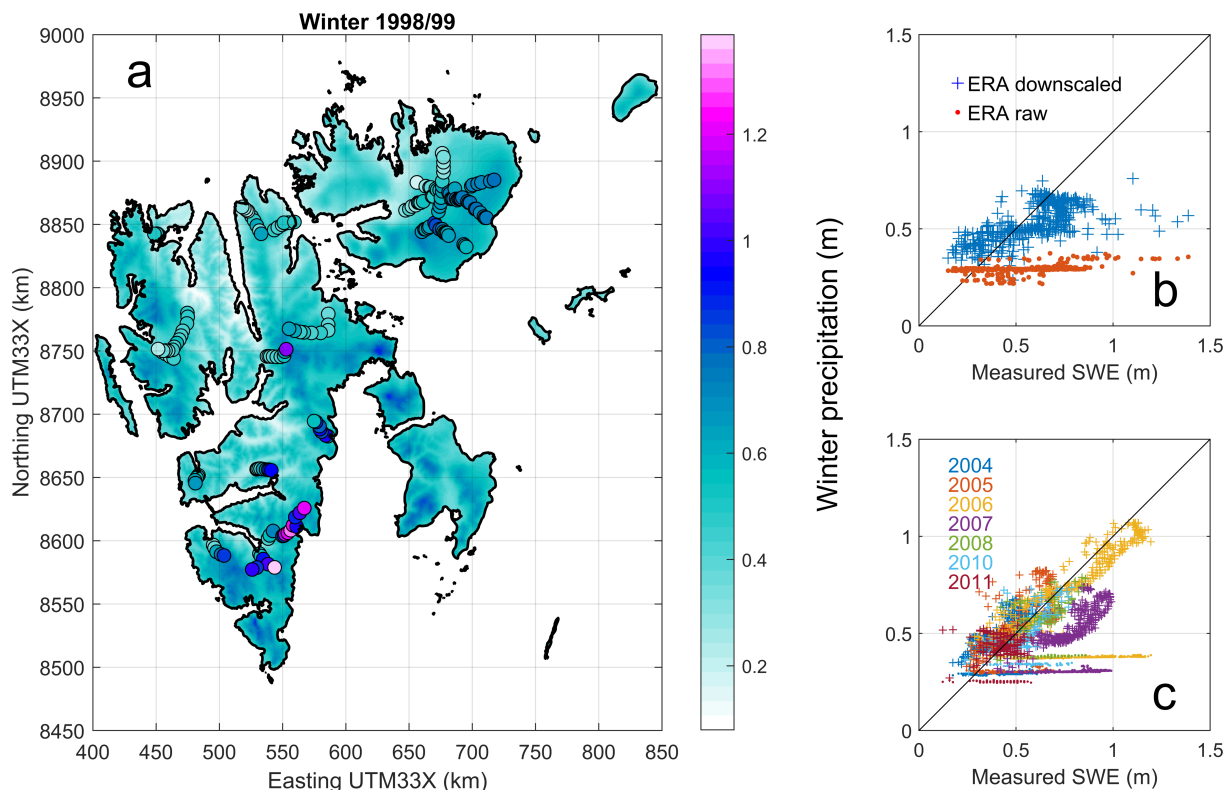 Winter 1998/99
a
9000
8950
8900
8850
8800
8750
8700
8650
8600
8550
8500
8450
Northing UTM33X (km)
400 450 500 550 600 650 700 750 800 850
Easting UTM33X (km)
1.2
1
0.8
0.6
0.4
0.2
Winter precipitation (m)
1.5
1
0.5
0
ERA downscaled
ERA raw
b
0 0.5 1 1.5
Measured SWE (m)
1.5
1
0.5
0
2004
2005
2006
2007
2008
2010
2011
c
0 0.5 1 1.5
Measured SWE (m)